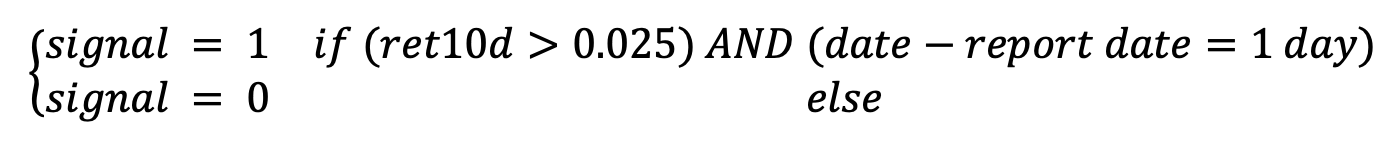 signal = 1 if (ret10d > 0.025) AND (date − report date = 1 day)
signal = 0 else